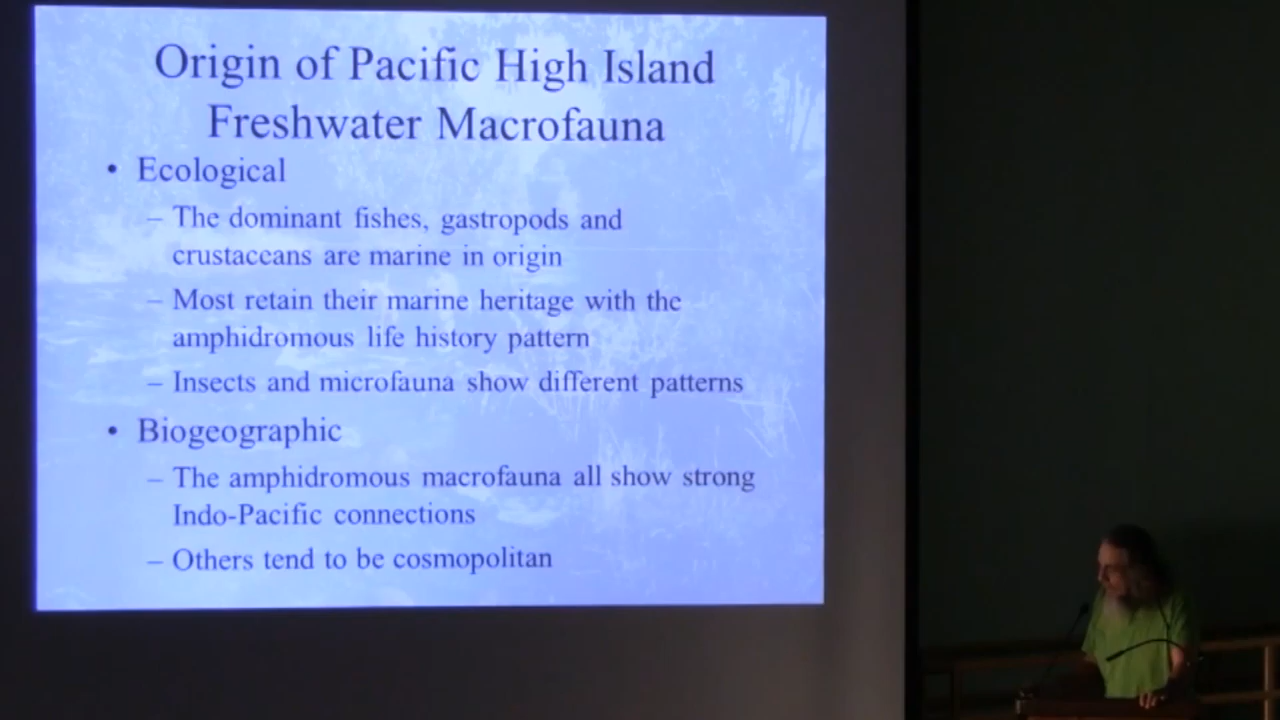 Origin of Pacific High Island
Freshwater Macrofauna
• Ecological
– The dominant fishes, gastropods and
crustaceans are marine in origin
– Most retain their marine heritage with the
amphidromous life history pattern
– Insects and microfauna show different patterns
• Biogeographic
– The amphidromous macrofauna all show strong
Indo-Pacific connections
– Others tend to be cosmopolitan